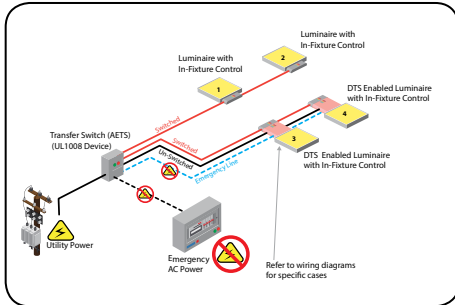 Luminaire with
In-Fixture Control
2
Luminaire with
In-Fixture Control
1
DTS Enabled Luminaire
with In-Fixture Control
4
Switched
Transfer Switch (AETS)
(UL1008 Device)
Switched
Un-Switched
Emergency Line
3
DTS Enabled Luminaire
with In-Fixture Control
Utility Power
Emergency
AC Power
Refer to wiring diagrams
for specific cases